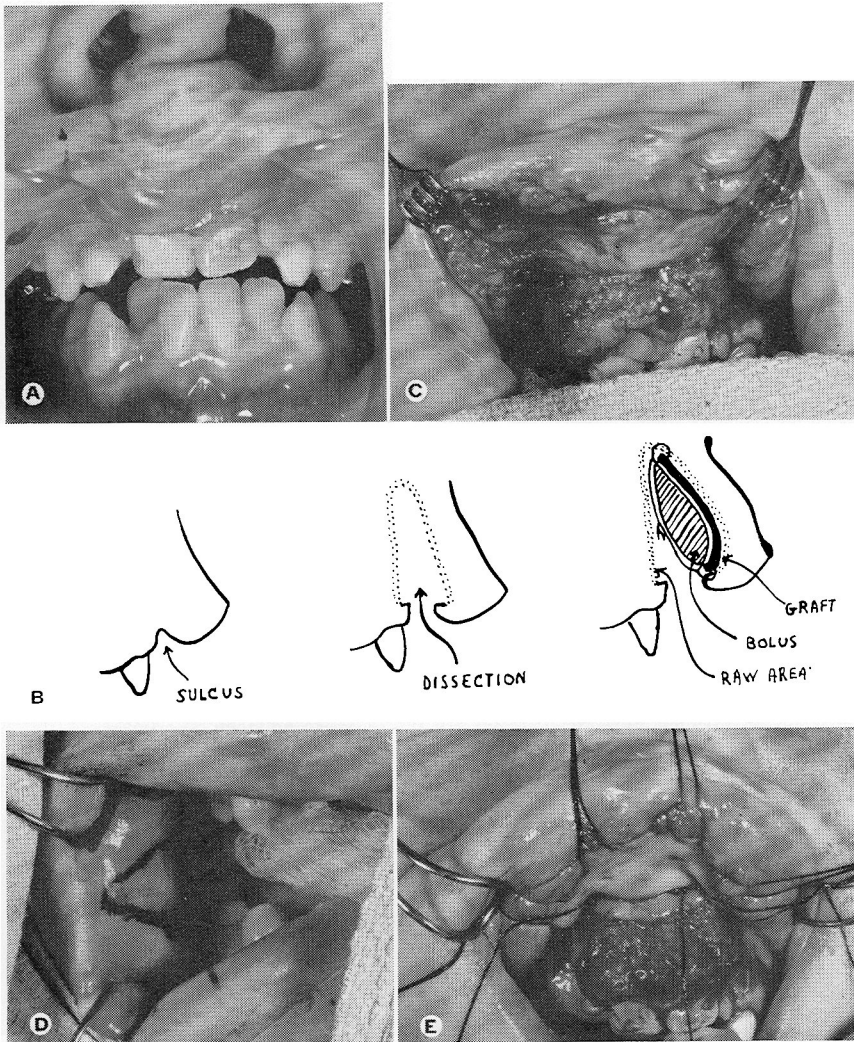 A
C
B
SULCUS
DISSECTION
GRAFT
BOLUS
RAW AREA
D
E